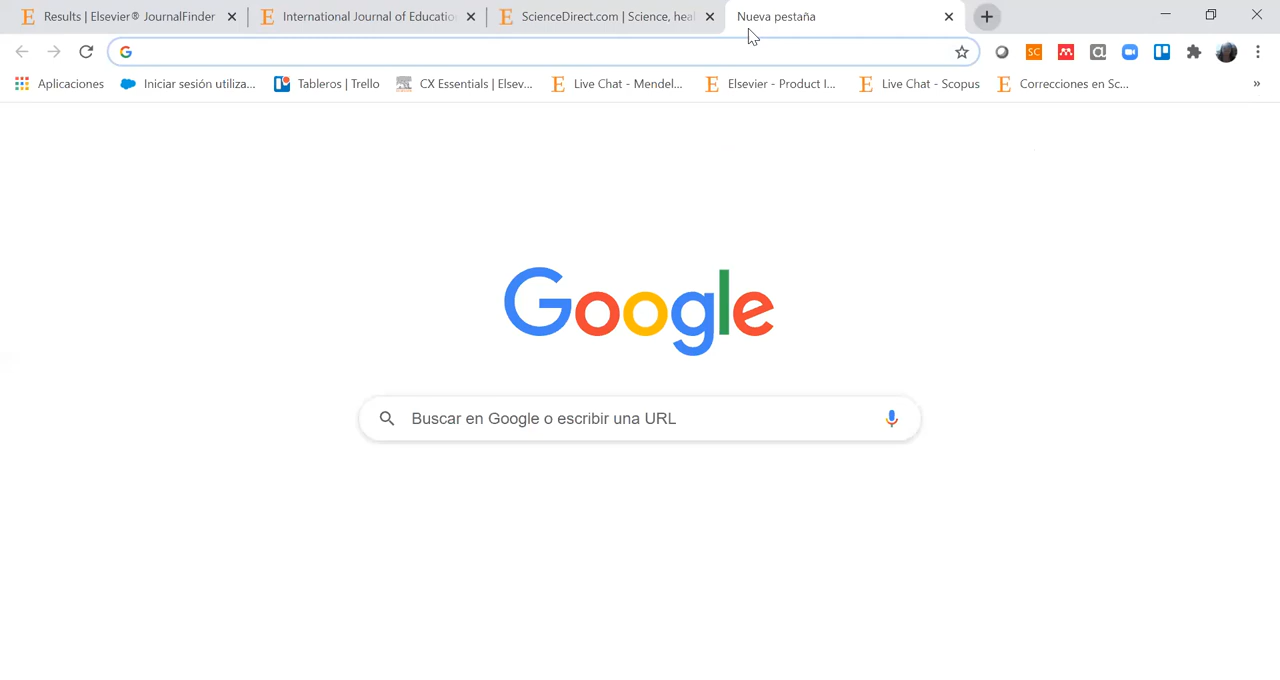 Results | Elsevier® JournalFinder
International Journal of Educatio
ScienceDirect.com | Science, heal
Nueva pestaña
Aplicaciones
Iniciar sesión utiliza...
Tableros | Trello
CX Essentials | Elsev...
Live Chat - Mendel...
Elsevier - Product I...
Live Chat - Scopus
Correcciones en Sc...
»
Google
Buscar en Google o escribir una URL